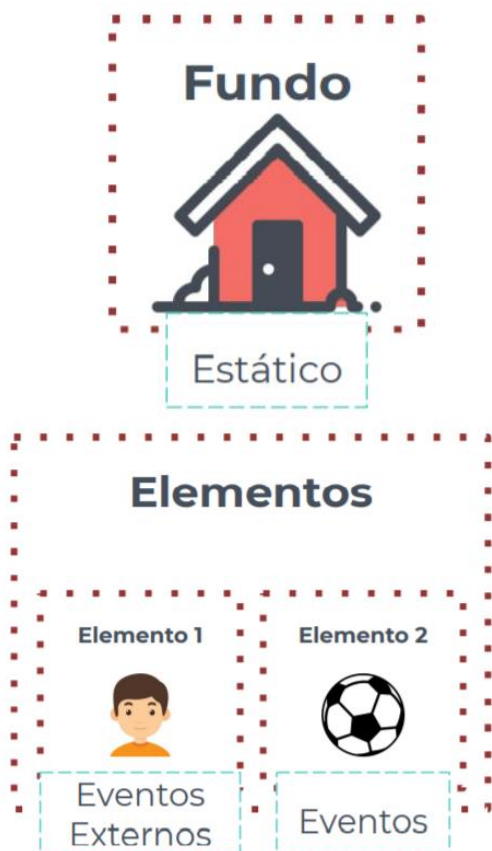 Fundo
Estático
Elementos
Elemento 1
Elemento 2
Eventos
Externos
Eventos